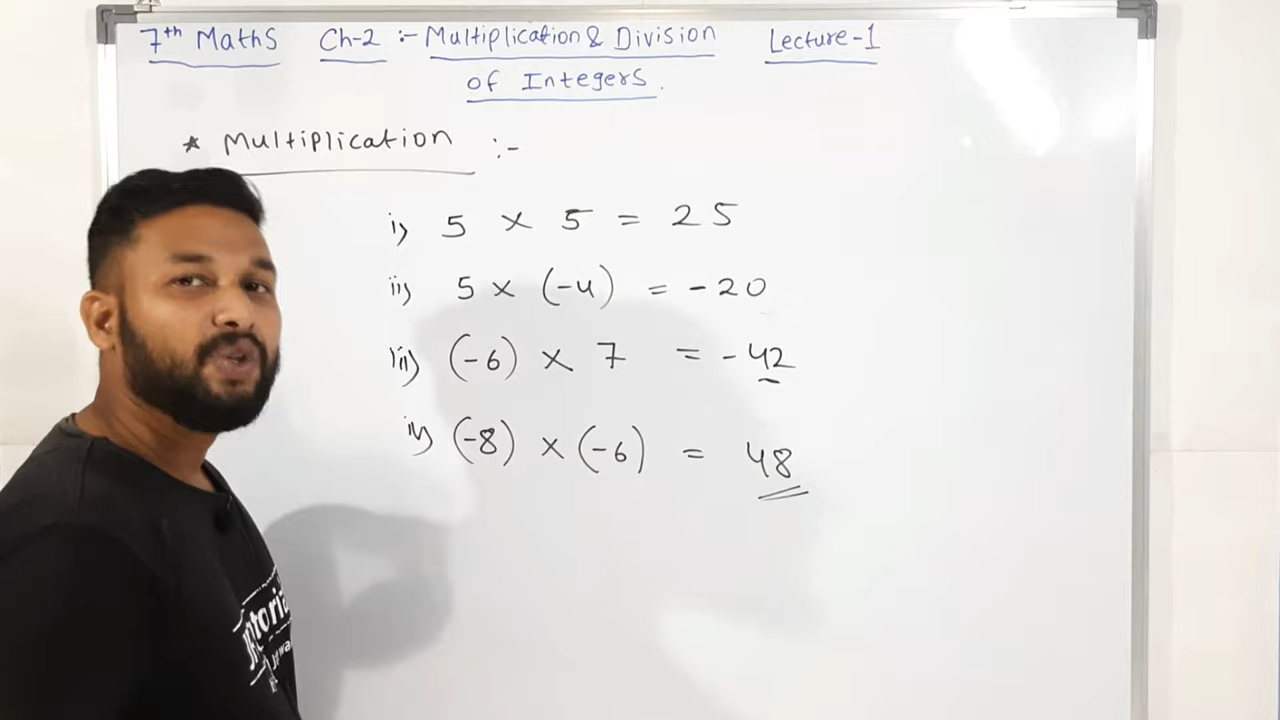 7th Maths Ch-2 :- Multiplication & Division Lecture-1
of Integers.
* Multiplication :-
i) 5 × 5 = 25
ii) 5 × (-4) = -20
iii) (-6) × 7 = -42
iv) (-8) × (-6) = 48